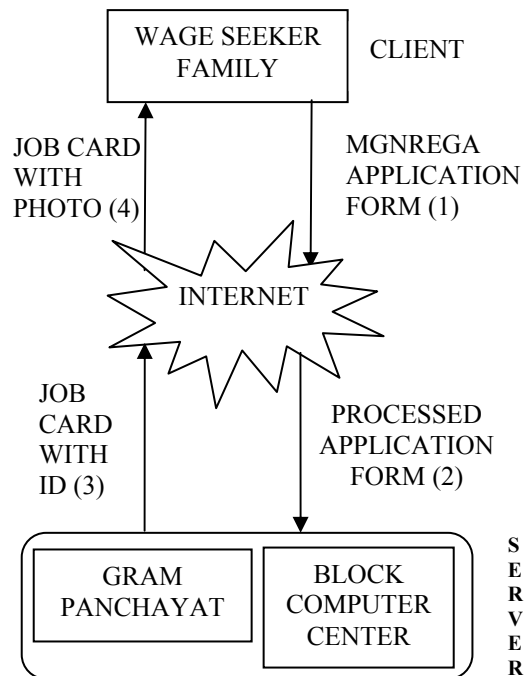 WAGE SEEKER
FAMILY
CLIENT
JOB CARD
WITH
PHOTO (4)
MGNREGA
APPLICATION
FORM (1)
INTERNET
JOB
CARD
WITH
ID (3)
PROCESSED
APPLICATION
FORM (2)
GRAM
PANCHAYAT
BLOCK
COMPUTER
CENTER
S
E
R
V
E
R